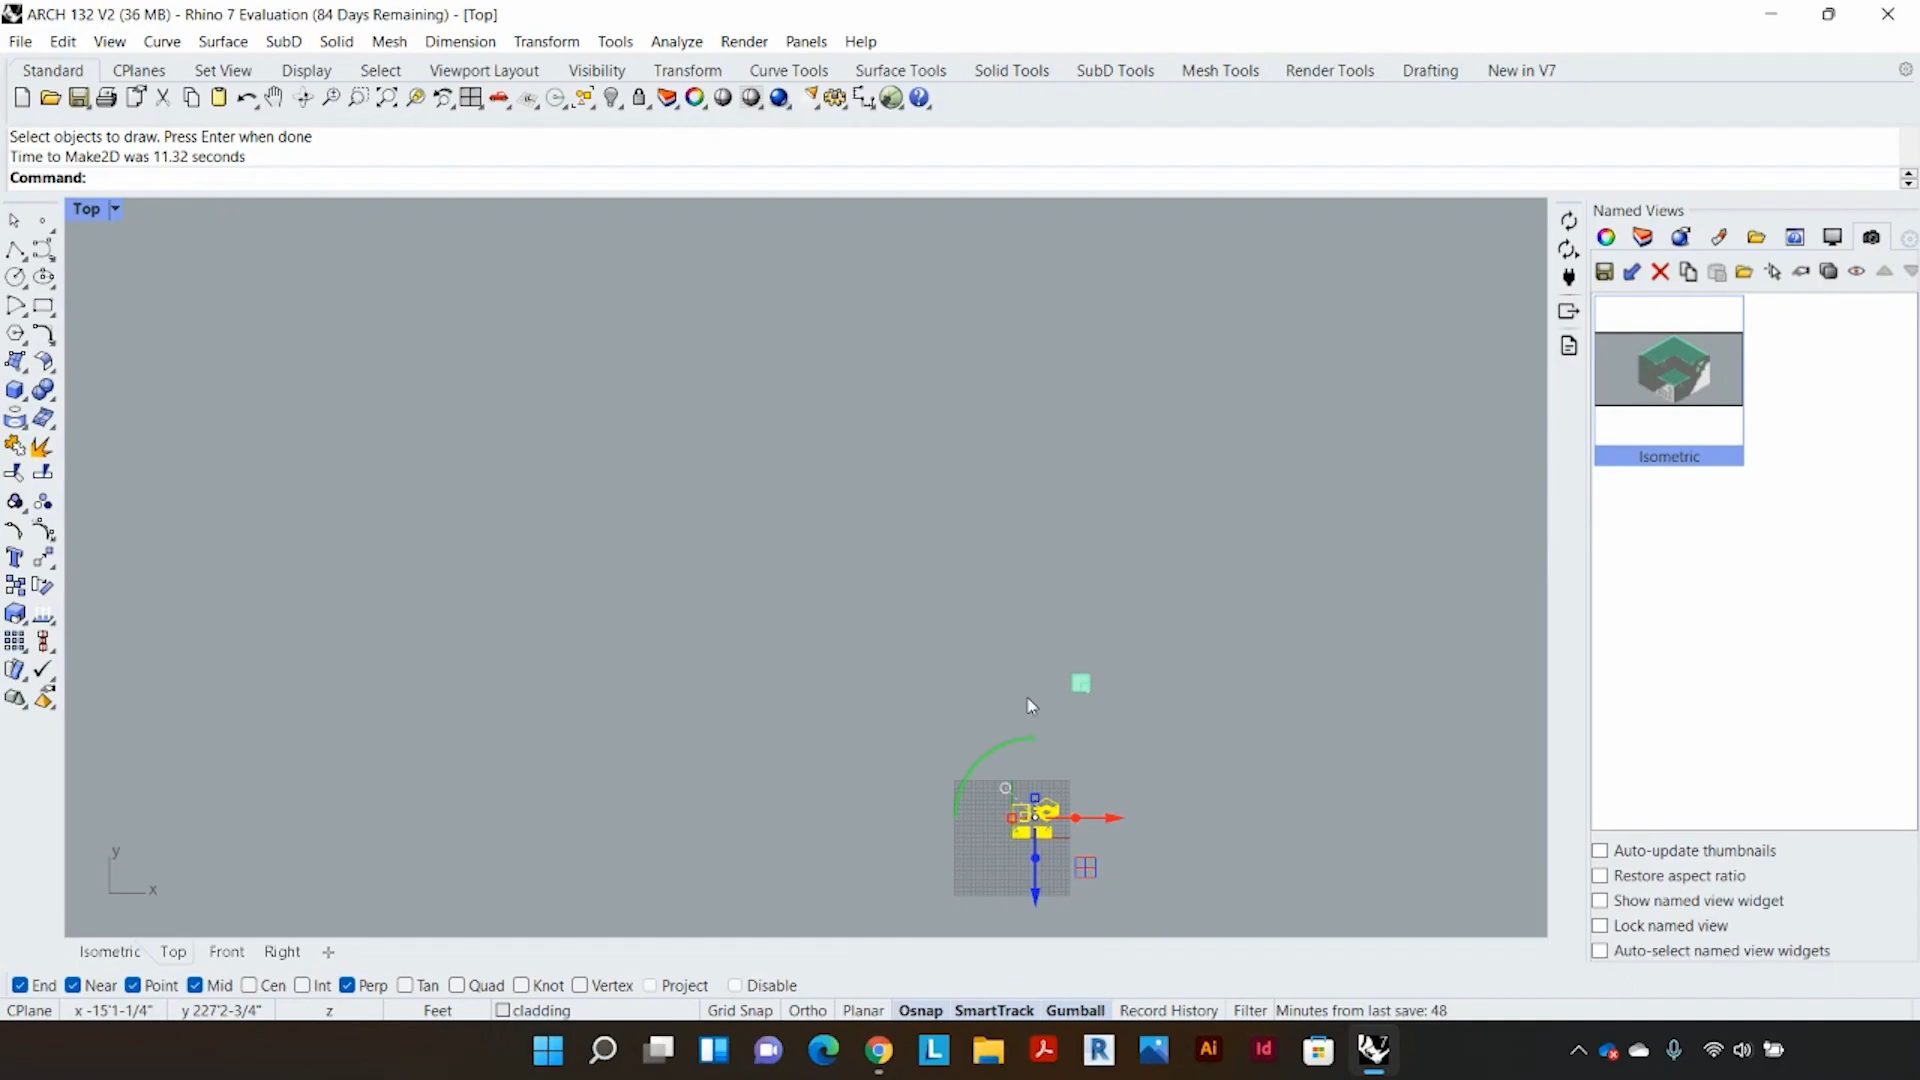 ARCH 132 V2 (36 MB) - Rhino 7 Evaluation (84 Days Remaining) - [Top]
File Edit View Curve Surface SubD Solid Mesh Dimension Transform Tools Analyze Render Panels Help
Standard CPlanes Set View Display Select Viewport Layout Visibility Transform Curve Tools Surface Tools Solid Tools SubD Tools Mesh Tools Render Tools Drafting New in V7
Select objects to draw. Press Enter when done
Time to Make2D was 11.32 seconds
Command:
Top
Named Views
Isometric
y
x
Auto-update thumbnails
Restore aspect ratio
Show named view widget
Lock named view
Auto-select named view widgets
Isometric Top Front Right
End Near Point Mid Cen Int Perp Tan Quad Knot Vertex Project Disable
CPlane x -15'1-1/4" y 227'2-3/4" z Feet cladding Grid Snap Ortho Planar Osnap SmartTrack Gumball Record History Filter Minutes from last save: 48
L R Ai Id 7